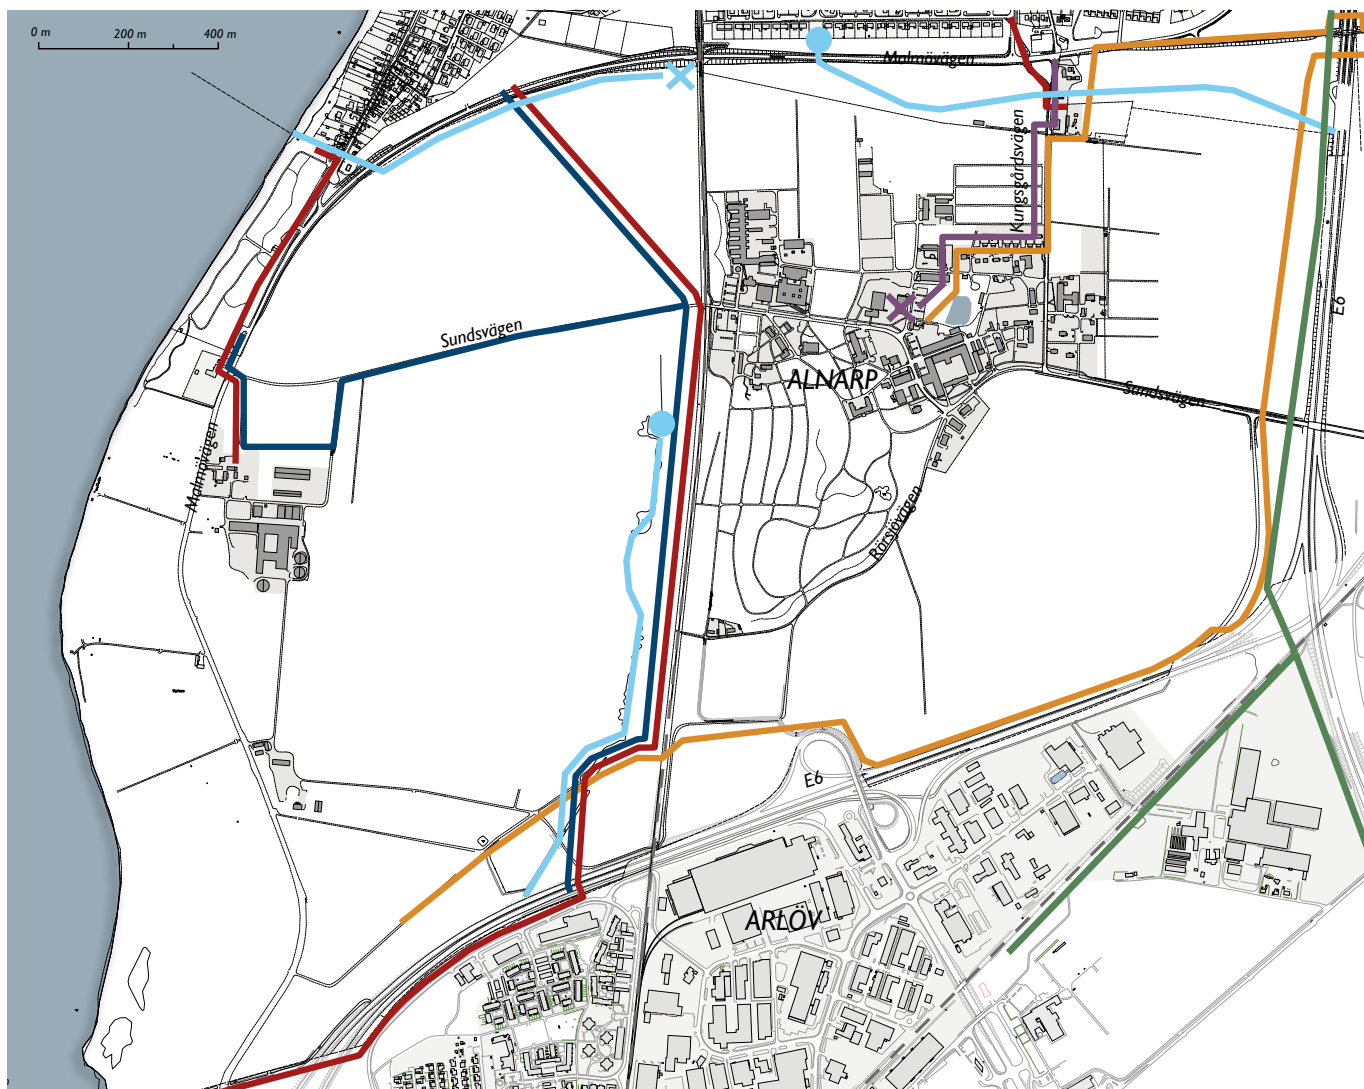 0 m 200 m 400 m
Malmövägen
Kungsgårdsvägen
E6
Sundsvägen
ALNARP
Sundsvägen
Malmövägen
Rörsjövägen
E6
ARLÖV